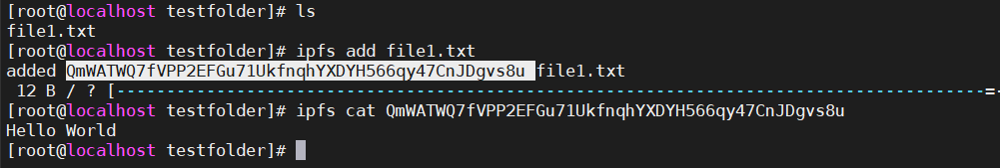 [root@localhost testfolder]# ls
file1.txt
[root@localhost testfolder]# ipfs add file1.txt
added QmWATWQ7fVPP2EFGu71UkfnqhYXDYH566qy47CnJDgvs8u file1.txt
 12 B / ? [-----------------------------------------------------------------------------------------=-
[root@localhost testfolder]# ipfs cat QmWATWQ7fVPP2EFGu71UkfnqhYXDYH566qy47CnJDgvs8u
Hello World
[root@localhost testfolder]#